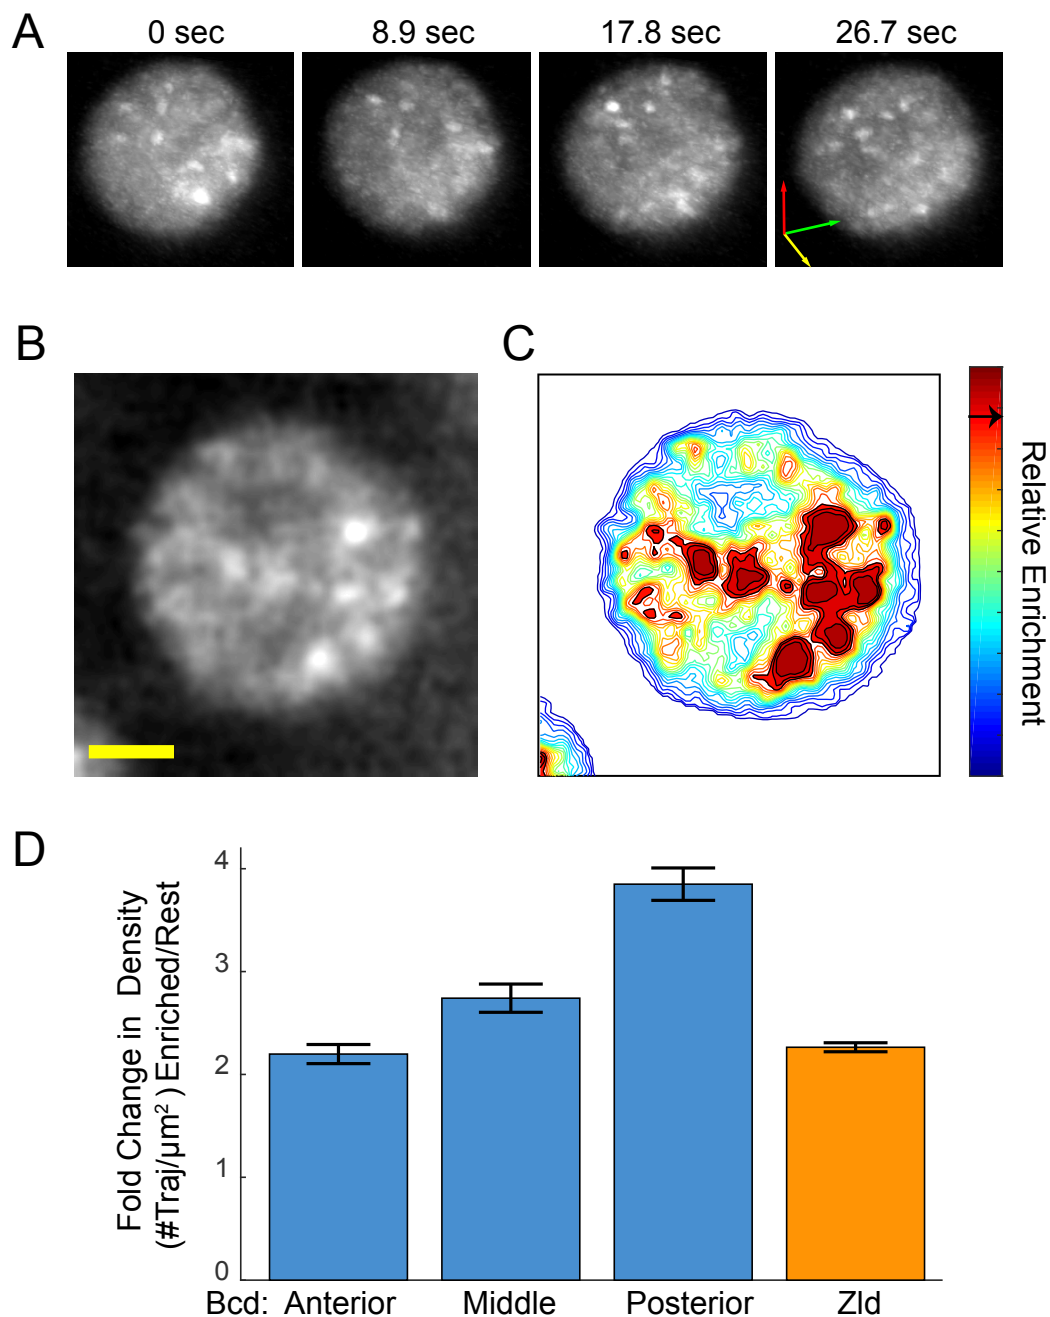 A
0 sec
8.9 sec
17.8 sec
26.7 sec
B
C
Relative Enrichment
D
Fold Change in Density
(#Traj/µm²) Enriched/Rest
4
3
2
1
0
Bcd: Anterior
Middle
Posterior
Zld